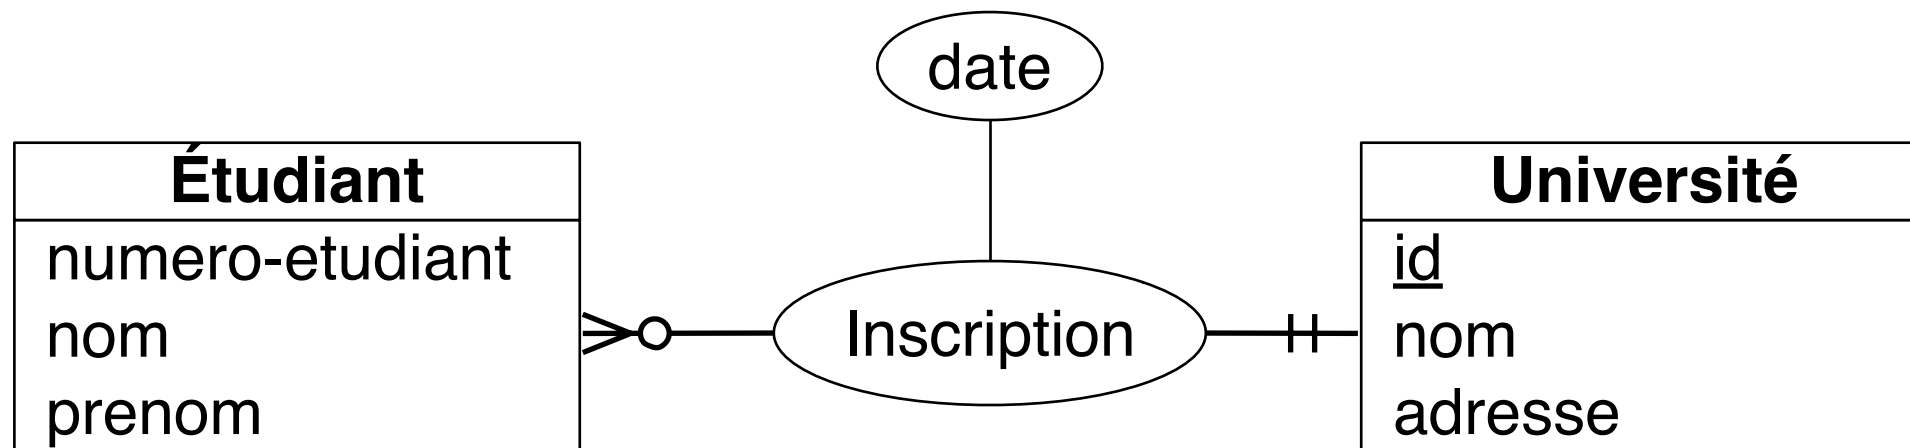 date
Étudiant
numero-etudiant
nom
prenom
Inscription
Université
id
nom
adresse